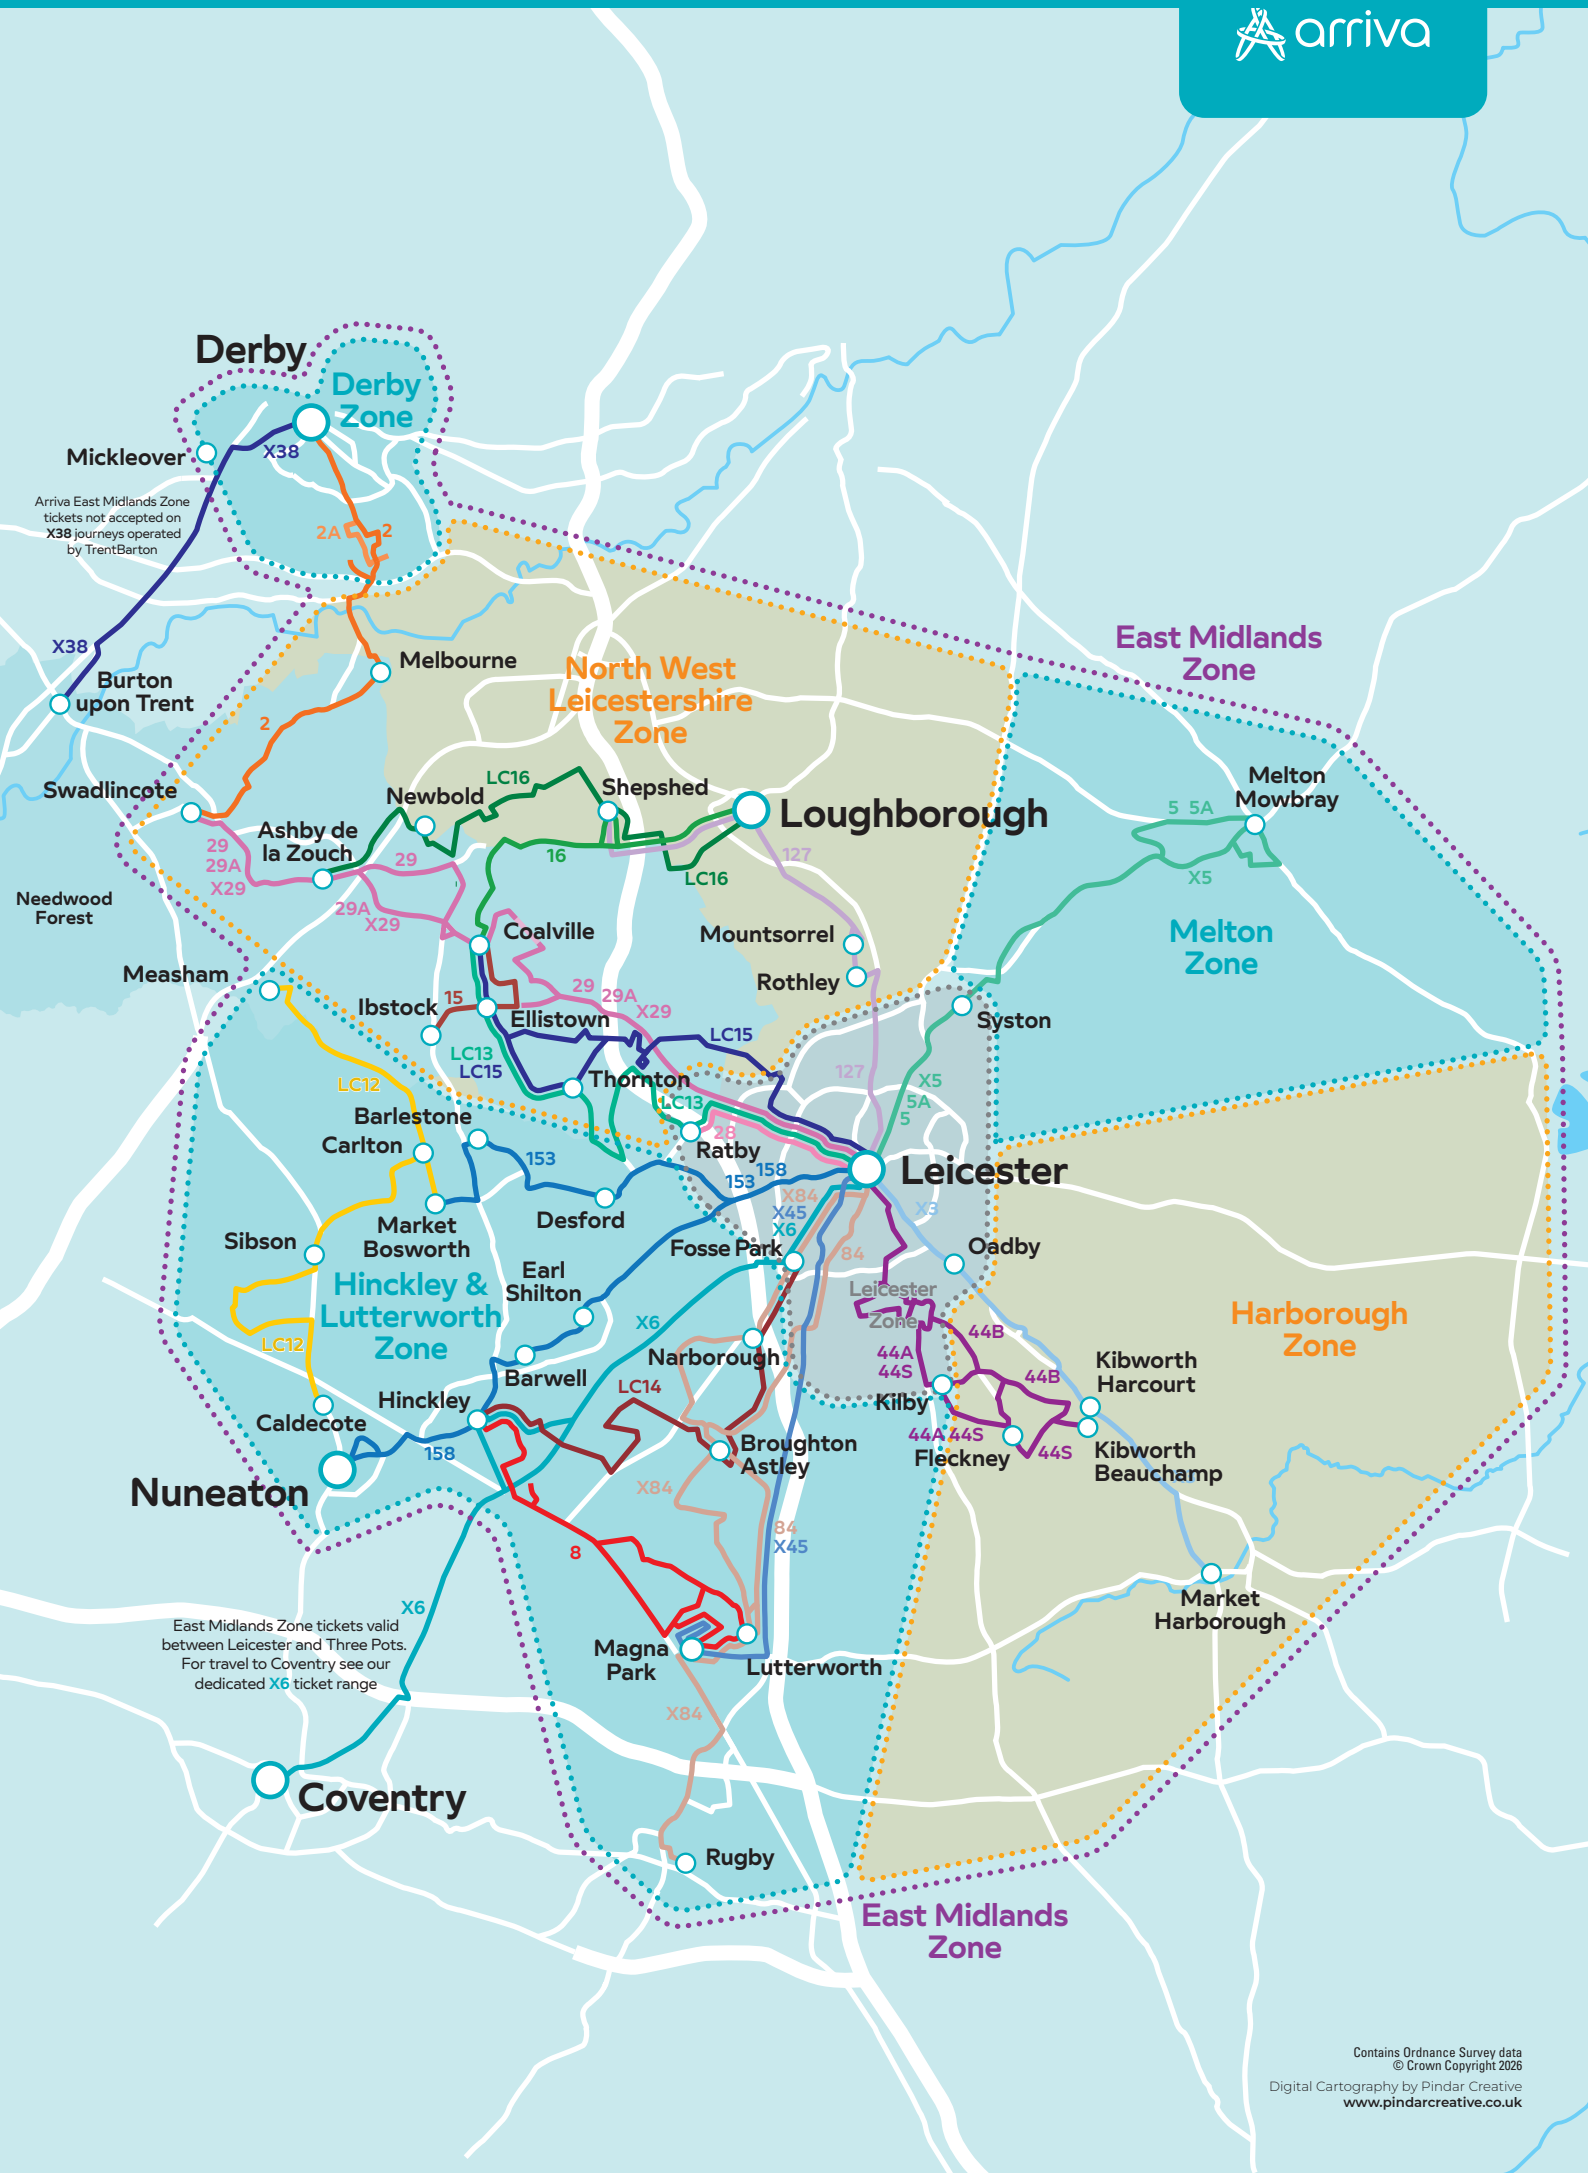 arriva
Derby
Derby
Zone
Mickleover
X38
Arriva East Midlands Zone
tickets not accepted on
X38 journeys operated
by TrentBarton
2A
2
X38
Burton
upon Trent
Melbourne
North West
Leicestershire
Zone
East Midlands
Zone
2
Swadlincote
Newbold
LC16
Shepshed
Loughborough
Melton
Mowbray
5 5A
X5
Ashby de
la Zouch
29
29A
X29
29
16
LC16
127
29A
X29
Needwood
Forest
Coalville
Mountsorrel
Rothley
Melton
Zone
Measham
Ibstock
15
Ellistown
29
29A
X29
Syston
LC13
LC15
LC15
Thornton
LC12
LC13
127
X5
5A
5
Barlestone
Carlton
28
Ratby
153
153
158
Leicester
Market
Bosworth
Desford
X84
X45
X6
X3
Sibson
Fosse Park
84
Oadby
Earl
Shilton
Hinckley &
Lutterworth
Zone
Leicester
Zone
Harborough
Zone
LC12
X6
Narborough
44B
44A
44S
44B
Kibworth
Harcourt
Barwell
LC14
Hinckley
Kilby
Caldecote
158
Broughton
Astley
44A 44S
Fleckney
44S
Kibworth
Beauchamp
Nuneaton
X84
84
X45
8
Market
Harborough
X6
East Midlands Zone tickets valid
between Leicester and Three Pots.
For travel to Coventry see our
dedicated X6 ticket range
Magna
Park
Lutterworth
X84
Coventry
Rugby
East Midlands
Zone
Contains Ordnance Survey data
© Crown Copyright 2026
Digital Cartography by Pindar Creative
www.pindarcreative.co.uk